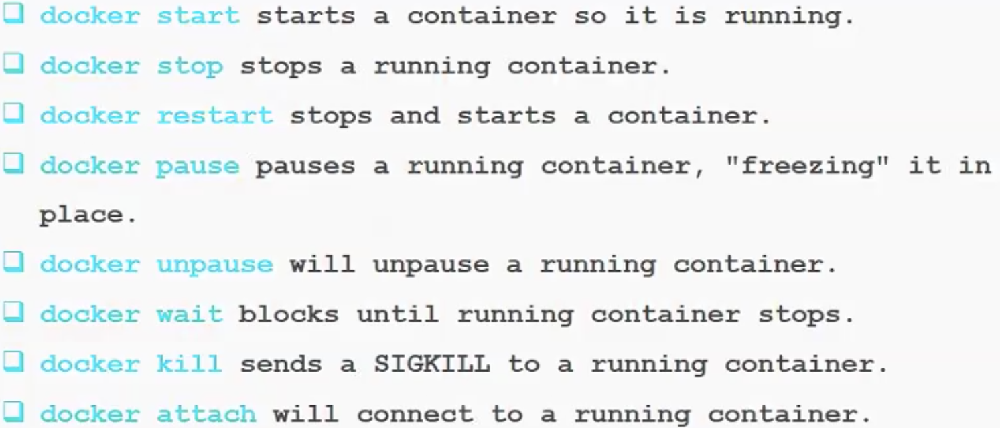 ❏ docker start starts a container so it is running.
❏ docker stop stops a running container.
❏ docker restart stops and starts a container.
❏ docker pause pauses a running container, "freezing" it in
place.
❏ docker unpause will unpause a running container.
❏ docker wait blocks until running container stops.
❏ docker kill sends a SIGKILL to a running container.
❏ docker attach will connect to a running container.